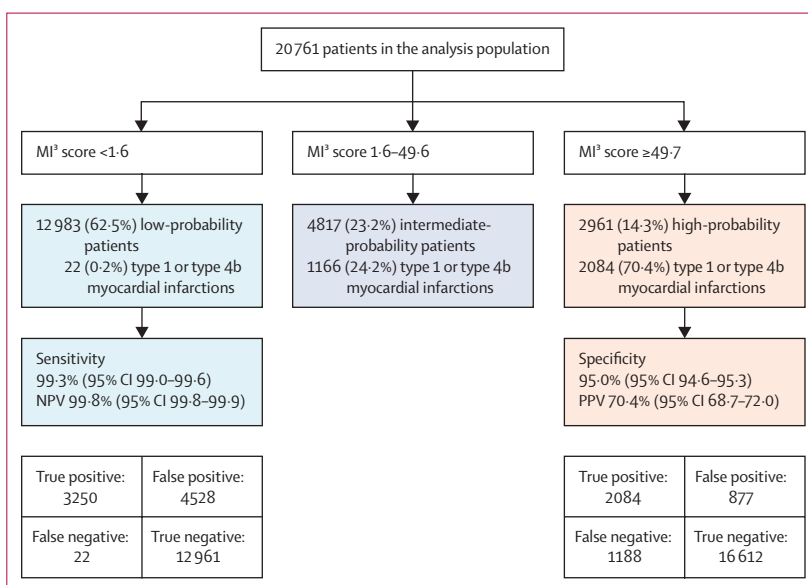 20 761 patients in the analysis population
MI³ score <1·6
MI³ score 1·6–49·6
MI³ score ≥49·7
12 983 (62·5%) low-probability
patients
22 (0·2%) type 1 or type 4b
myocardial infarctions
4817 (23·2%) intermediate-
probability patients
1166 (24·2%) type 1 or type 4b
myocardial infarctions
2961 (14·3%) high-probability
patients
2084 (70·4%) type 1 or type 4b
myocardial infarctions
Sensitivity
99·3% (95% CI 99·0–99·6)
NPV 99·8% (95% CI 99·8–99·9)
Specificity
95·0% (95% CI 94·6–95·3)
PPV 70·4% (95% CI 68·7–72·0)
True positive:
3250
False positive:
4528
False negative:
22
True negative:
12 961
True positive:
2084
False positive:
877
False negative:
1188
True negative:
16 612